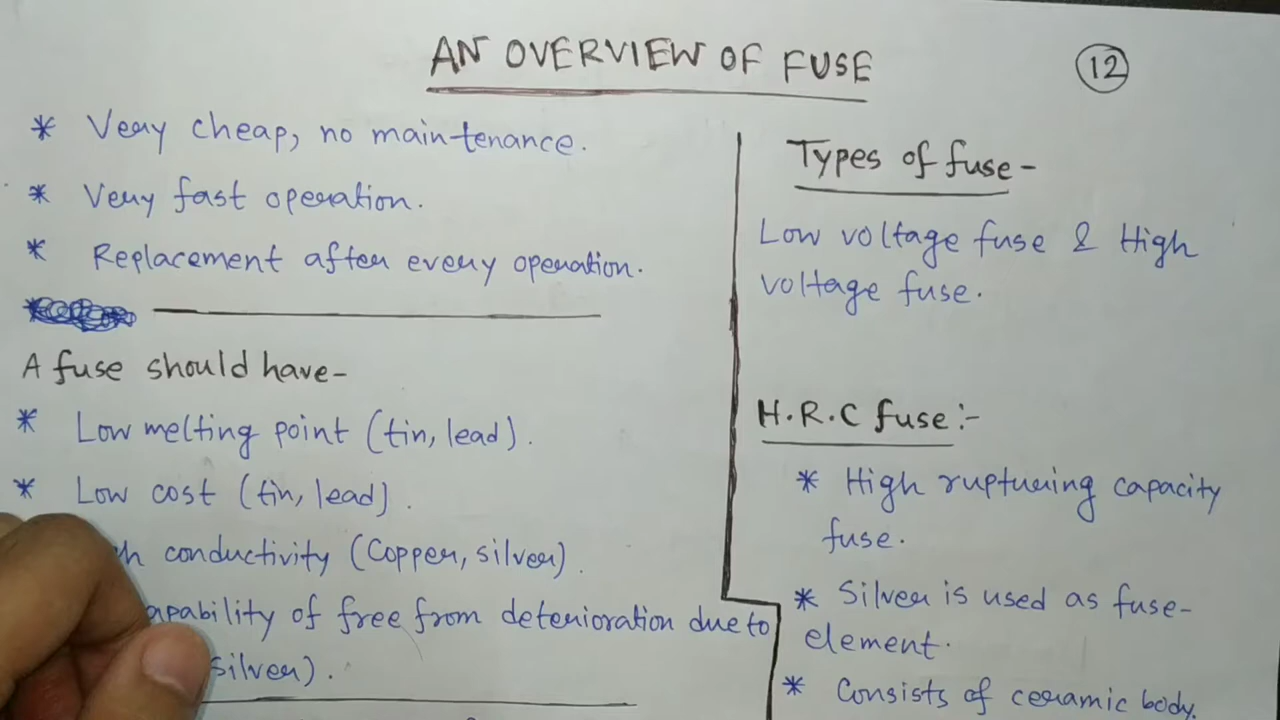 AN OVERVIEW OF FUSE
12
* Very cheap, no maintenance.
* Very fast operation.
* Replacement after every operation.
A fuse should have-
* Low melting point (tin, lead).
* Low cost (tin, lead).
conductivity (Copper, silver).
apability of free from deterioration due to
silver).
Types of fuse-
Low voltage fuse & High
voltage fuse.
H.R.C fuse:-
* High rupturing capacity
fuse.
* Silver is used as fuse-
element.
* Consists of ceramic body.